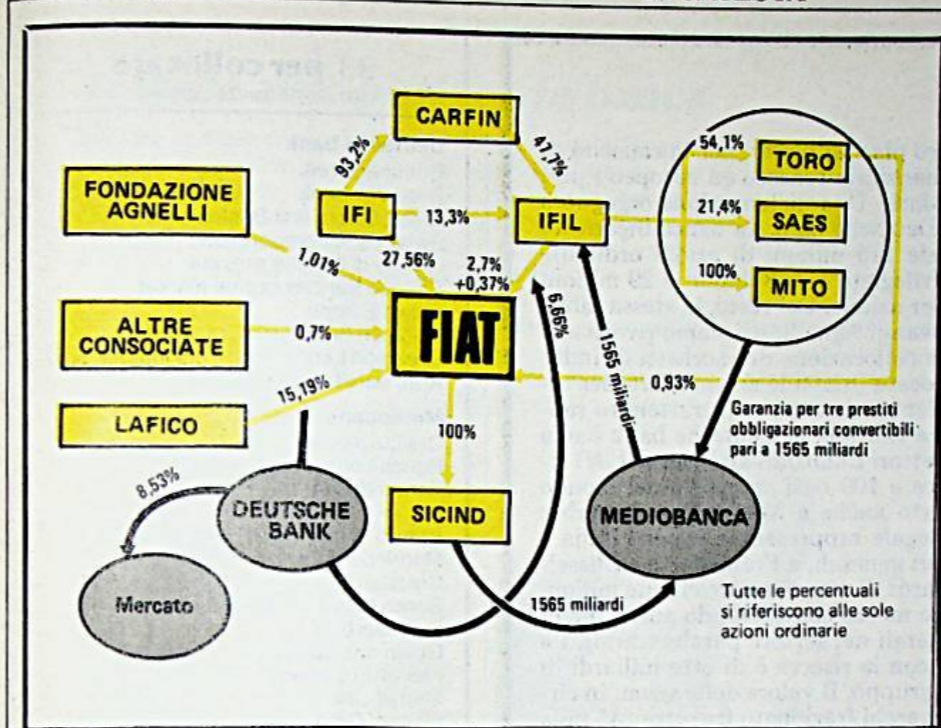 CARFIN
93,2%
47,7%
FONDAZIONE
AGNELLI
IFI
13,3%
IFIL
54,1%
TORO
21,4%
SAES
100%
MITO
1,01%
27,56%
2,7%
+0,37%
ALTRE
CONSOCIATE
0,7%
FIAT
6,66%
1565 miliardi
0,93%
LAFICO
15,19%
100%
Garanzia per tre prestiti
obbligazionari convertibili
pari a 1565 miliardi
8,53%
DEUTSCHE
BANK
SICIND
MEDIOBANCA
Mercato
1565 miliardi
Tutte le percentuali
si riferiscono alle sole
azioni ordinarie